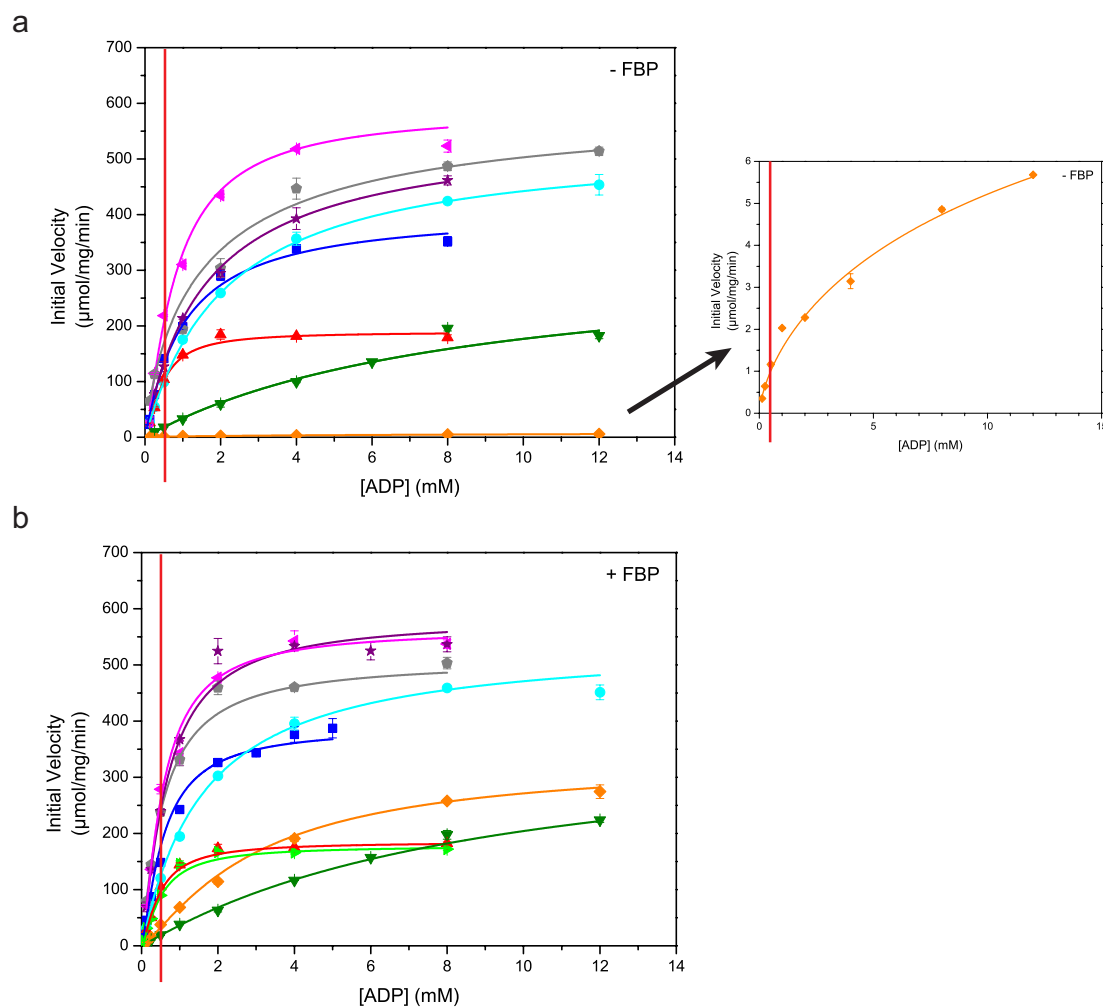 a
700
600
500
400
300
200
100
0
Initial Velocity
(µmol/mg/min)
- FBP
0 2 4 6 8 10 12 14
[ADP] (mM)
6
5
4
3
2
1
0
Initial Velocity
(µmol/mg/min)
- FBP
0 5 10 15
[ADP] (mM)
b
700
600
500
400
300
200
100
0
Initial Velocity
(µmol/mg/min)
+ FBP
0 2 4 6 8 10 12 14
[ADP] (mM)